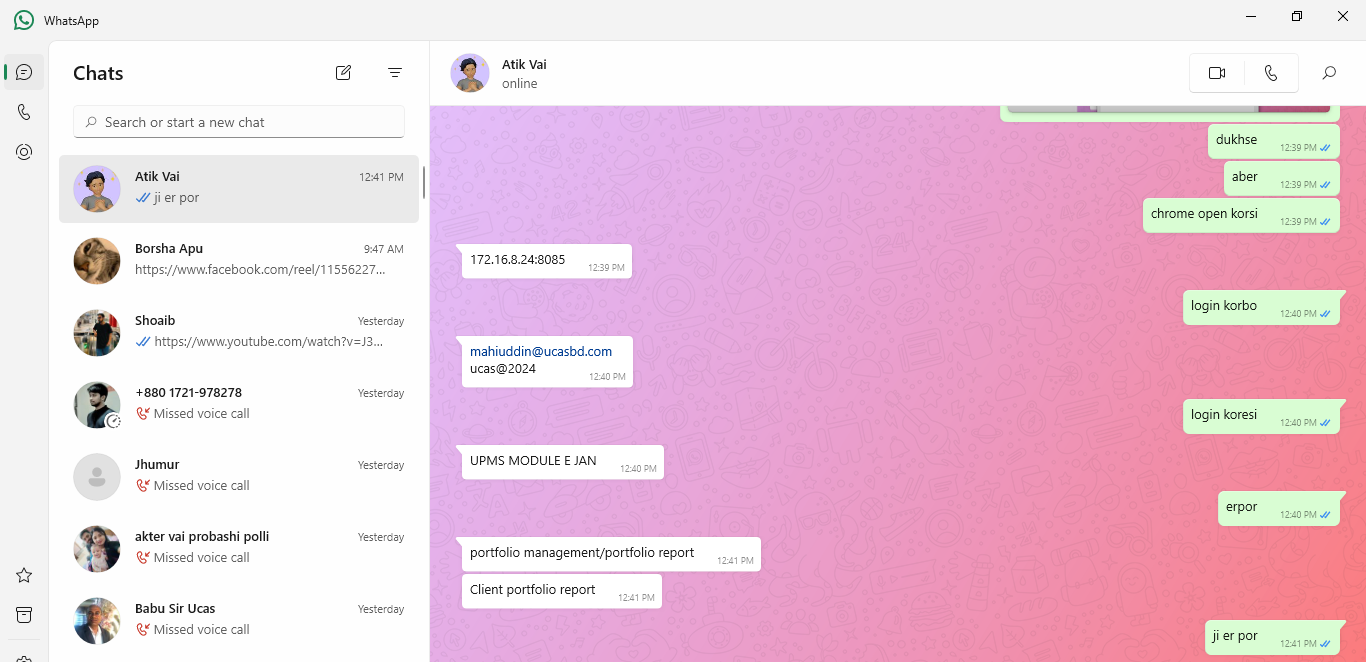 WhatsApp
Chats
Search or start a new chat
Atik Vai
12:41 PM
ji er por
Borsha Apu
9:47 AM
https://www.facebook.com/reel/11556227...
Shoaib
Yesterday
https://www.youtube.com/watch?v=J3...
+880 1721-978278
Yesterday
Missed voice call
Jhumur
Yesterday
Missed voice call
akter vai probashi polli
Yesterday
Missed voice call
Babu Sir Ucas
Yesterday
Missed voice call
Atik Vai
online
dukhse
12:39 PM
aber
12:39 PM
chrome open korsi
12:39 PM
172.16.8.24:8085
12:39 PM
login korbo
12:40 PM
mahiuddin@ucasbd.com
ucas@2024
12:40 PM
login koresi
12:40 PM
UPMS MODULE E JAN
12:40 PM
erpor
12:40 PM
portfolio management/portfolio report
12:41 PM
Client portfolio report
12:41 PM
ji er por
12:41 PM